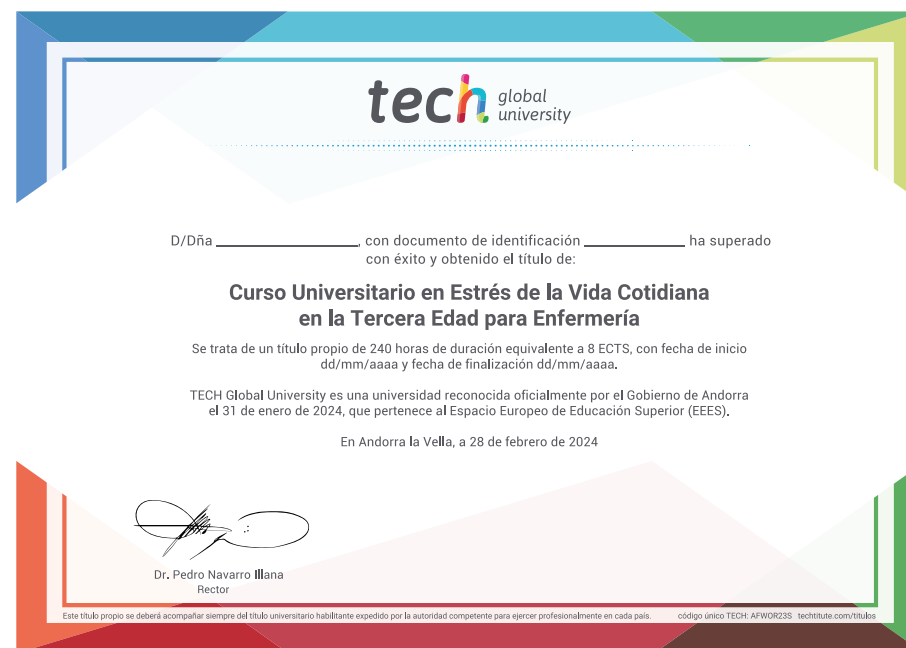 tech global university
D/Dña ______________, con documento de identificación ______________ ha superado
con éxito y obtenido el título de:
Curso Universitario en Estrés de la Vida Cotidiana
en la Tercera Edad para Enfermería
Se trata de un título propio de 240 horas de duración equivalente a 8 ECTS, con fecha de inicio
dd/mm/aaaa y fecha de finalización dd/mm/aaaa.
TECH Global University es una universidad reconocida oficialmente por el Gobierno de Andorra
el 31 de enero de 2024, que pertenece al Espacio Europeo de Educación Superior (EEES).
En Andorra la Vella, a 28 de febrero de 2024
Dr. Pedro Navarro Illana
Rector
Este título propio se deberá acompañar siempre del título universitario habilitante expedido por la autoridad competente para ejercer profesionalmente en cada país. código único TECH: AFWOR23S techtitute.com/titulos